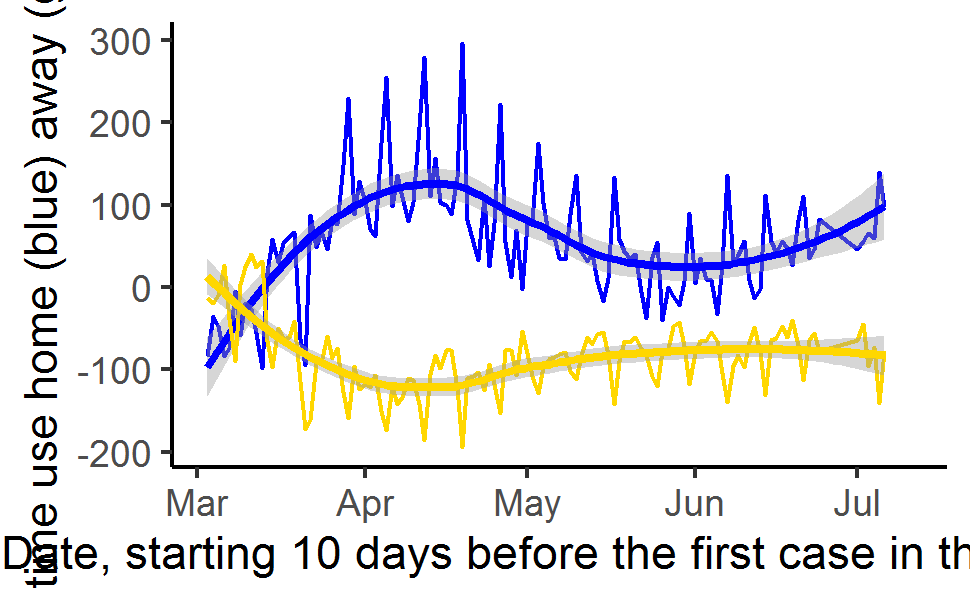 time use home (blue) away (
300
200
100
0
-100
-200
Mar Apr May Jun Jul
Date, starting 10 days before the first case in th